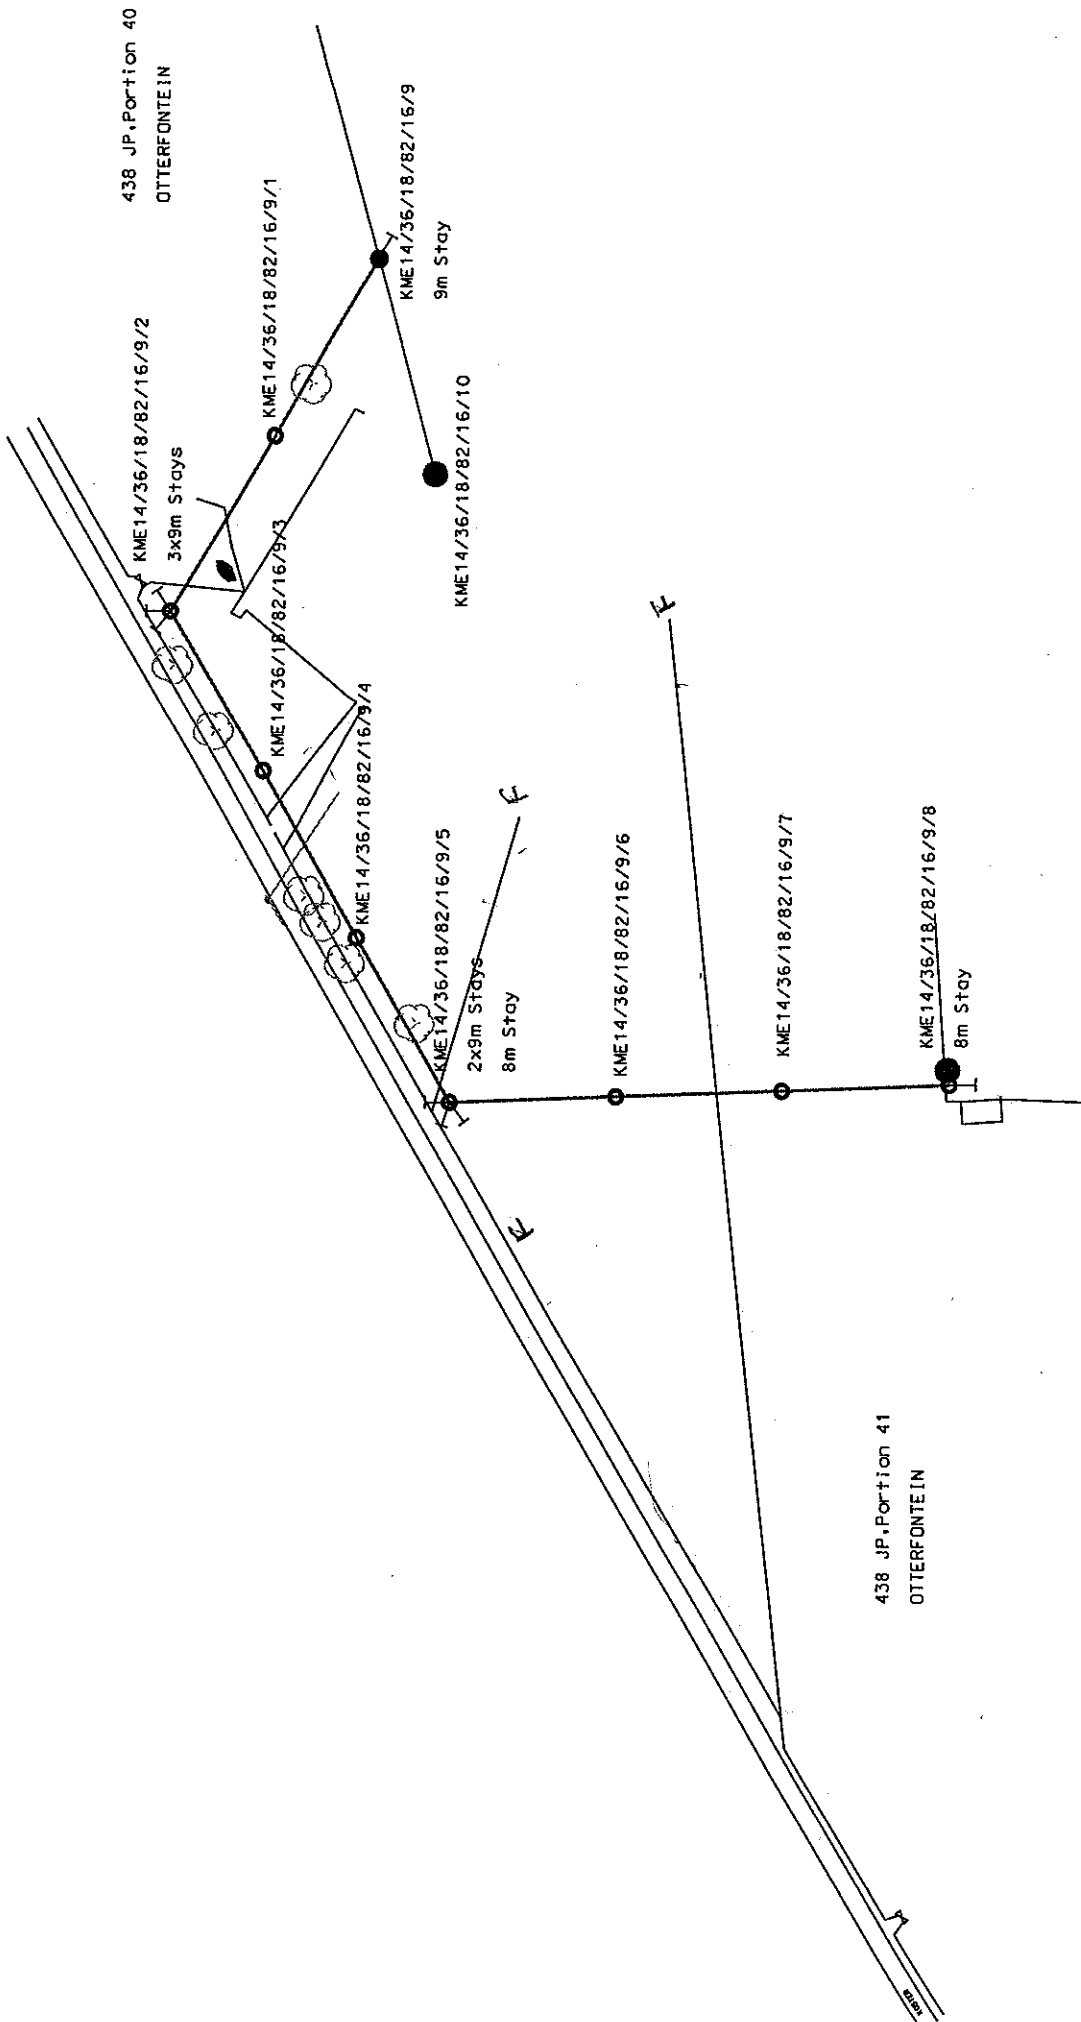 438 JP.Portion 40
OTTERFONTEIN
KME14/36/18/82/16/9/2
3x9m Stays
KME14/36/18/82/16/9/1
KME14/36/18/82/16/9
9m Stay
KME14/36/18/82/16/10
KME14/36/18/82/16/9/3
KME14/36/18/82/16/9/4
KME14/36/18/82/16/9/5
2x9m Stays
8m Stay
F
F
F
KME14/36/18/82/16/9/6
KME14/36/18/82/16/9/7
KME14/36/18/82/16/9/8
8m Stay
438 JP.Portion 41
OTTERFONTEIN
KOSTER